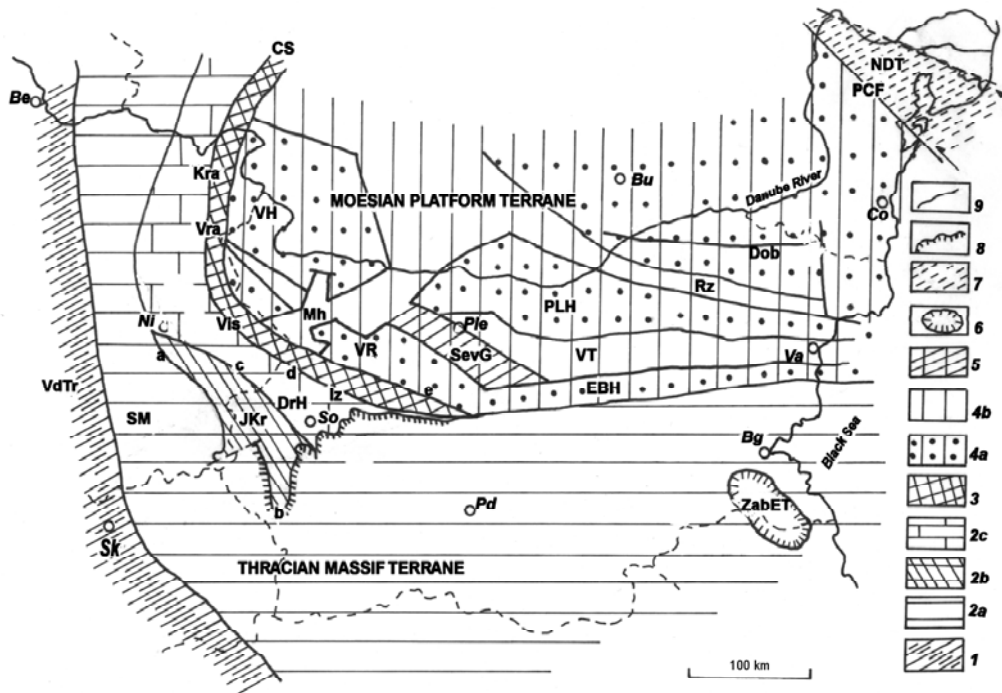 CS
NDT
PCF
Be
Kra
Bu
Danube River
Co
9
VH
MOESIAN PLATFORM TERRANE
Vra
Dob
8
Rz
7
Ni
Vis
Mh
PLH
Ple
6
a
c
d
VR
SevG
VT
Va
5
VdTr
Iz
e
EBH
SM
DrH
JKr
So
4b
Bg
Black Sea
4a
b
Pd
ZabET
3
Sk
2c
THRACIAN MASSIF TERRANE
2b
2a
100 km
1